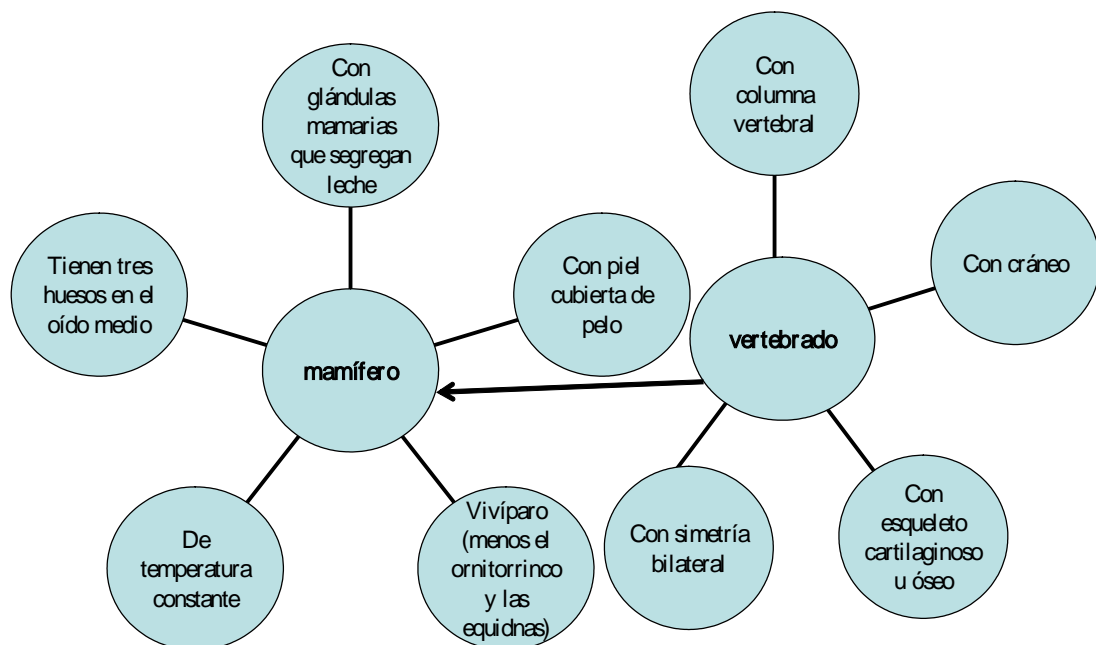 Con
glándulas
mamarias
que segregan
leche
Con
columna
vertebral
Tienen tres
huesos en el
oído medio
Con piel
cubierta de
pelo
Con cráneo
mamífero
vertebrado
De
temperatura
constante
Vivíparo
(menos el
ornitorrinco
y las
equidnas)
Con simetría
bilateral
Con
esqueleto
cartilaginoso
u óseo